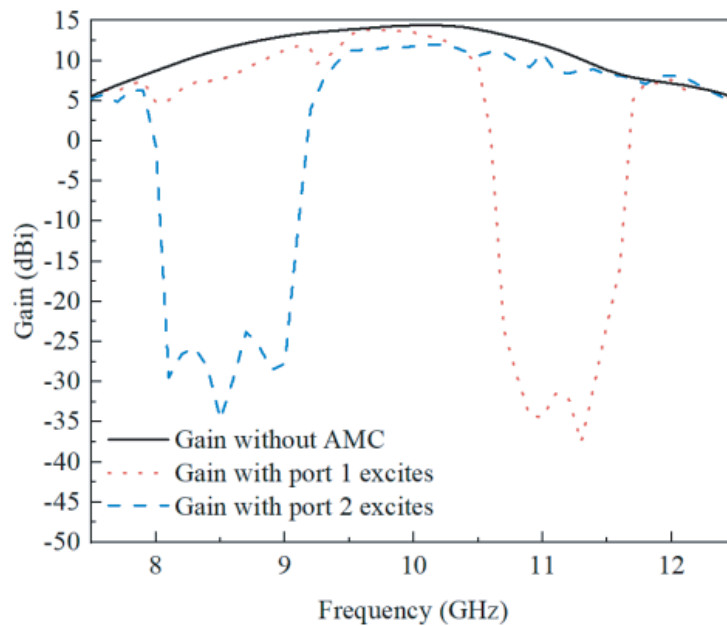 15
10
5
0
-5
-10
-15
-20
-25
-30
-35
-40
-45
-50
Gain (dBi)
Gain without AMC
Gain with port 1 excites
Gain with port 2 excites
8 9 10 11 12
Frequency (GHz)